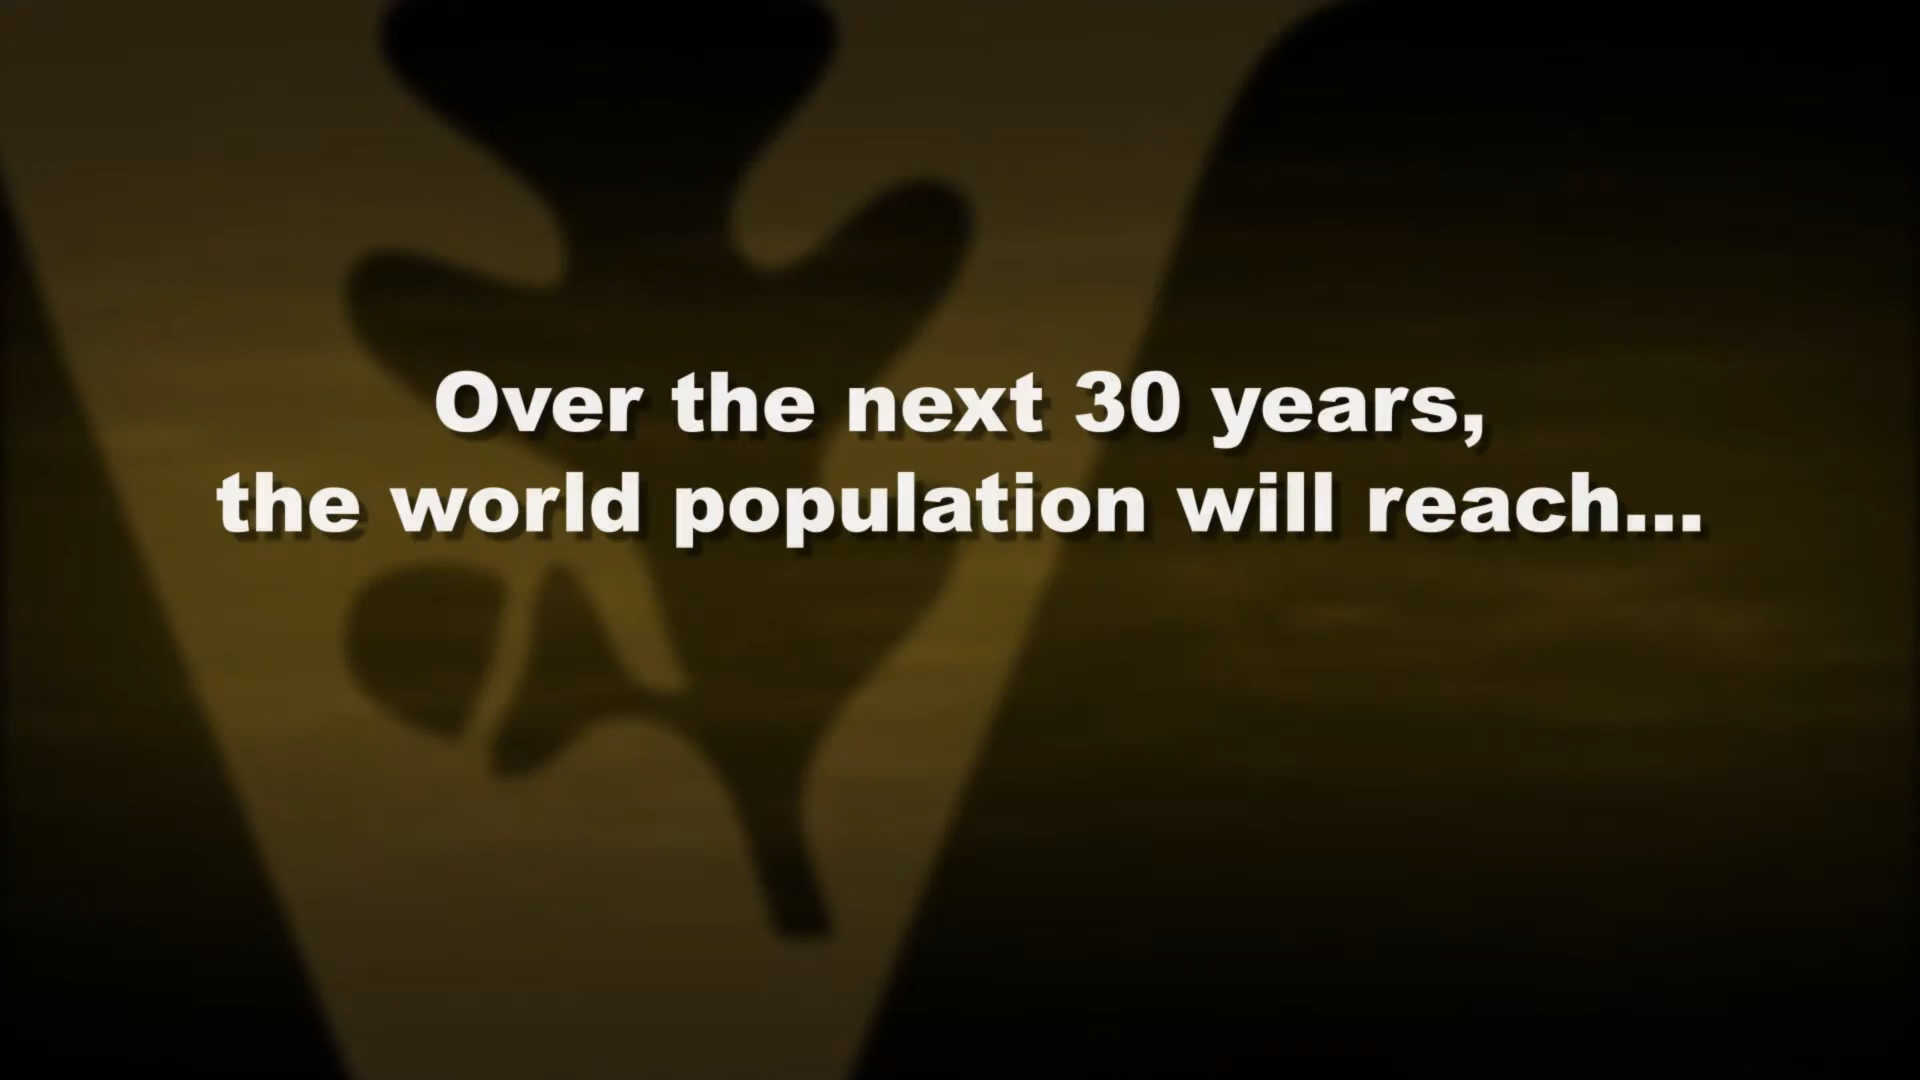 Over the next 30 years,
the world population will reach...